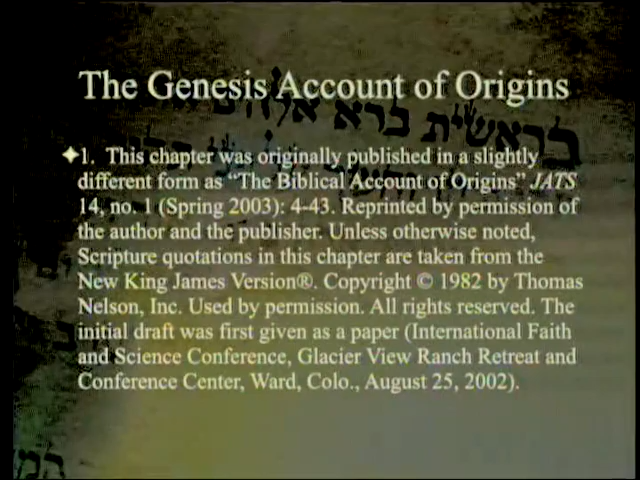 The Genesis Account of Origins
בראשית ברא אלהים
✦1. This chapter was originally published in a slightly
different form as “The Biblical Account of Origins” JATS
14, no. 1 (Spring 2003): 4-43. Reprinted by permission of
the author and the publisher. Unless otherwise noted,
Scripture quotations in this chapter are taken from the
New King James Version®. Copyright © 1982 by Thomas
Nelson, Inc. Used by permission. All rights reserved. The
initial draft was first given as a paper (International Faith
and Science Conference, Glacier View Ranch Retreat and
Conference Center, Ward, Colo., August 25, 2002).